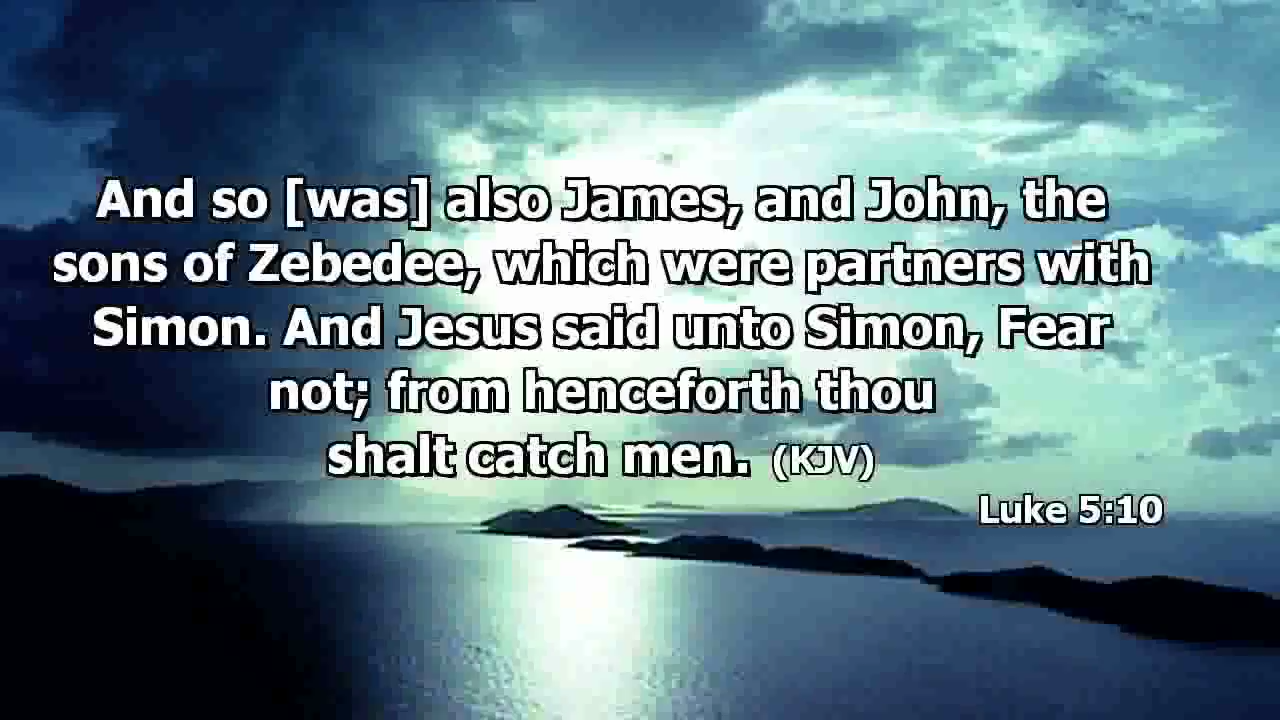 And so [was] also James, and John, the
sons of Zebedee, which were partners with
Simon. And Jesus said unto Simon, Fear
not; from henceforth thou
shalt catch men. (KJV)
Luke 5:10